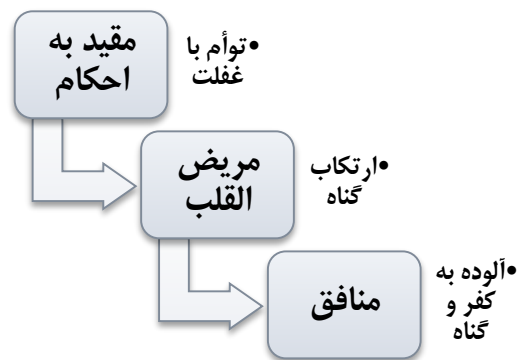 مقید به
احکام
•توأم با
غفلت
مریض
القلب
•ارتکاب
گناه
منافق
•آلوده به
کفر و
گناه